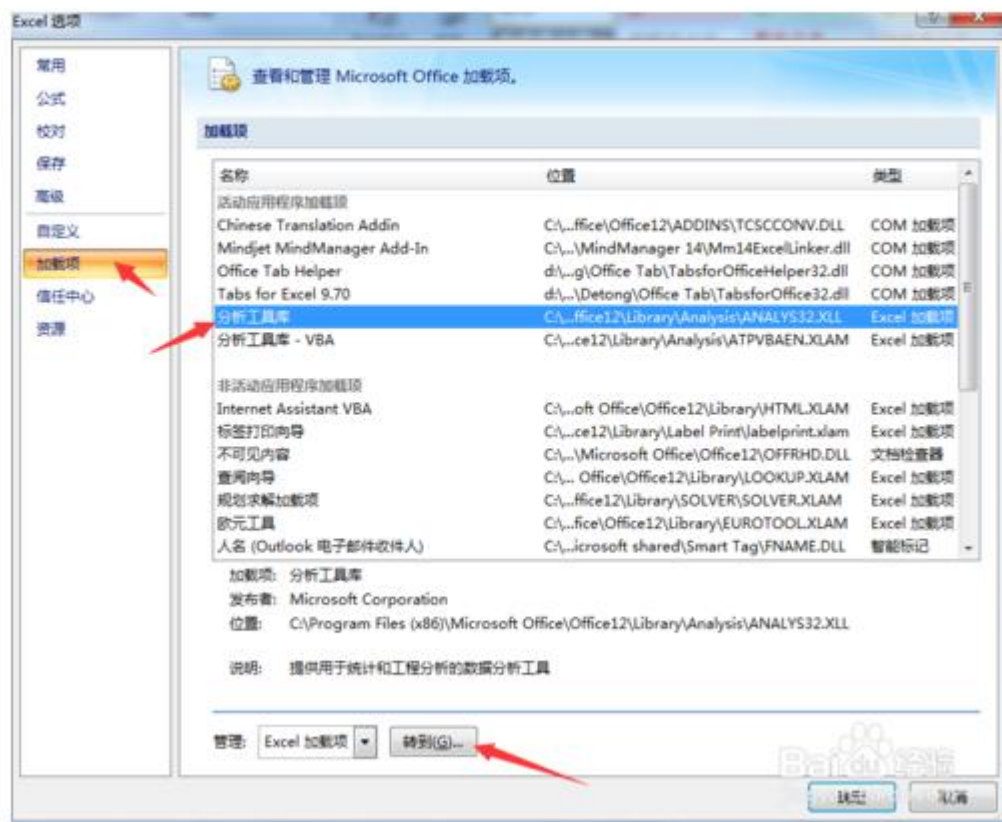 Excel 选项
常用
公式
校对
保存
高级
自定义
加载项
信任中心
资源
查看和管理 Microsoft Office 加载项。
加载项
名称 位置 类型
活动应用程序加载项
Chinese Translation Addin C:\...ffice\Office12\ADDINS\TCSCCONV.DLL COM 加载项
Mindjet MindManager Add-In C:\...\MindManager 14\Mm14ExcelLinker.dll COM 加载项
Office Tab Helper d:\...g\Office Tab\TabsforOfficeHelper32.dll COM 加载项
Tabs for Excel 9.70 d:\...\Detong\Office Tab\TabsforOffice32.dll COM 加载项
分析工具库 C:\...ffice12\Library\Analysis\ANALYS32.XLL Excel 加载项
分析工具库 - VBA C:\...ce12\Library\Analysis\ATPVBAEN.XLAM Excel 加载项
非活动应用程序加载项
Internet Assistant VBA C:\...oft Office\Office12\Library\HTML.XLAM Excel 加载项
标签打印向导 C:\...ce12\Library\Label Print\labelprint.xlam Excel 加载项
不可见内容 C:\...\Microsoft Office\Office12\OFFRHD.DLL 文档检查器
查阅向导 C:\... Office\Office12\Library\LOOKUP.XLAM Excel 加载项
规划求解加载项 C:\...ffice12\Library\SOLVER\SOLVER.XLAM Excel 加载项
欧元工具 C:\...fice\Office12\Library\EUROTOOL.XLAM Excel 加载项
人名 (Outlook 电子邮件收件人) C:\...icrosoft shared\Smart Tag\FNAME.DLL 智能标记
加载项: 分析工具库
发布者: Microsoft Corporation
位置: C:\Program Files (x86)\Microsoft Office\Office12\Library\Analysis\ANALYS32.XLL
说明: 提供用于统计和工程分析的数据分析工具
管理: Excel 加载项 转到(G)...
Baidu 经验
确定 取消